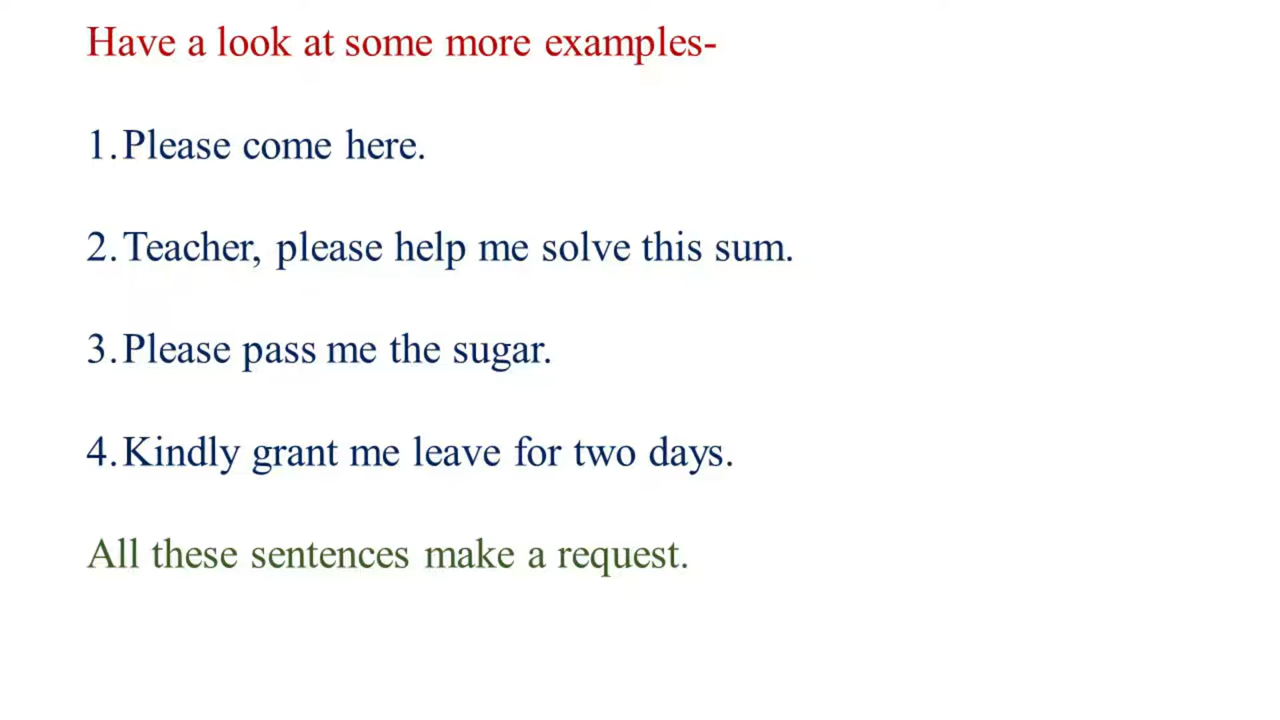 Have a look at some more examples-
1.Please come here.
2.Teacher, please help me solve this sum.
3.Please pass me the sugar.
4.Kindly grant me leave for two days.
All these sentences make a request.